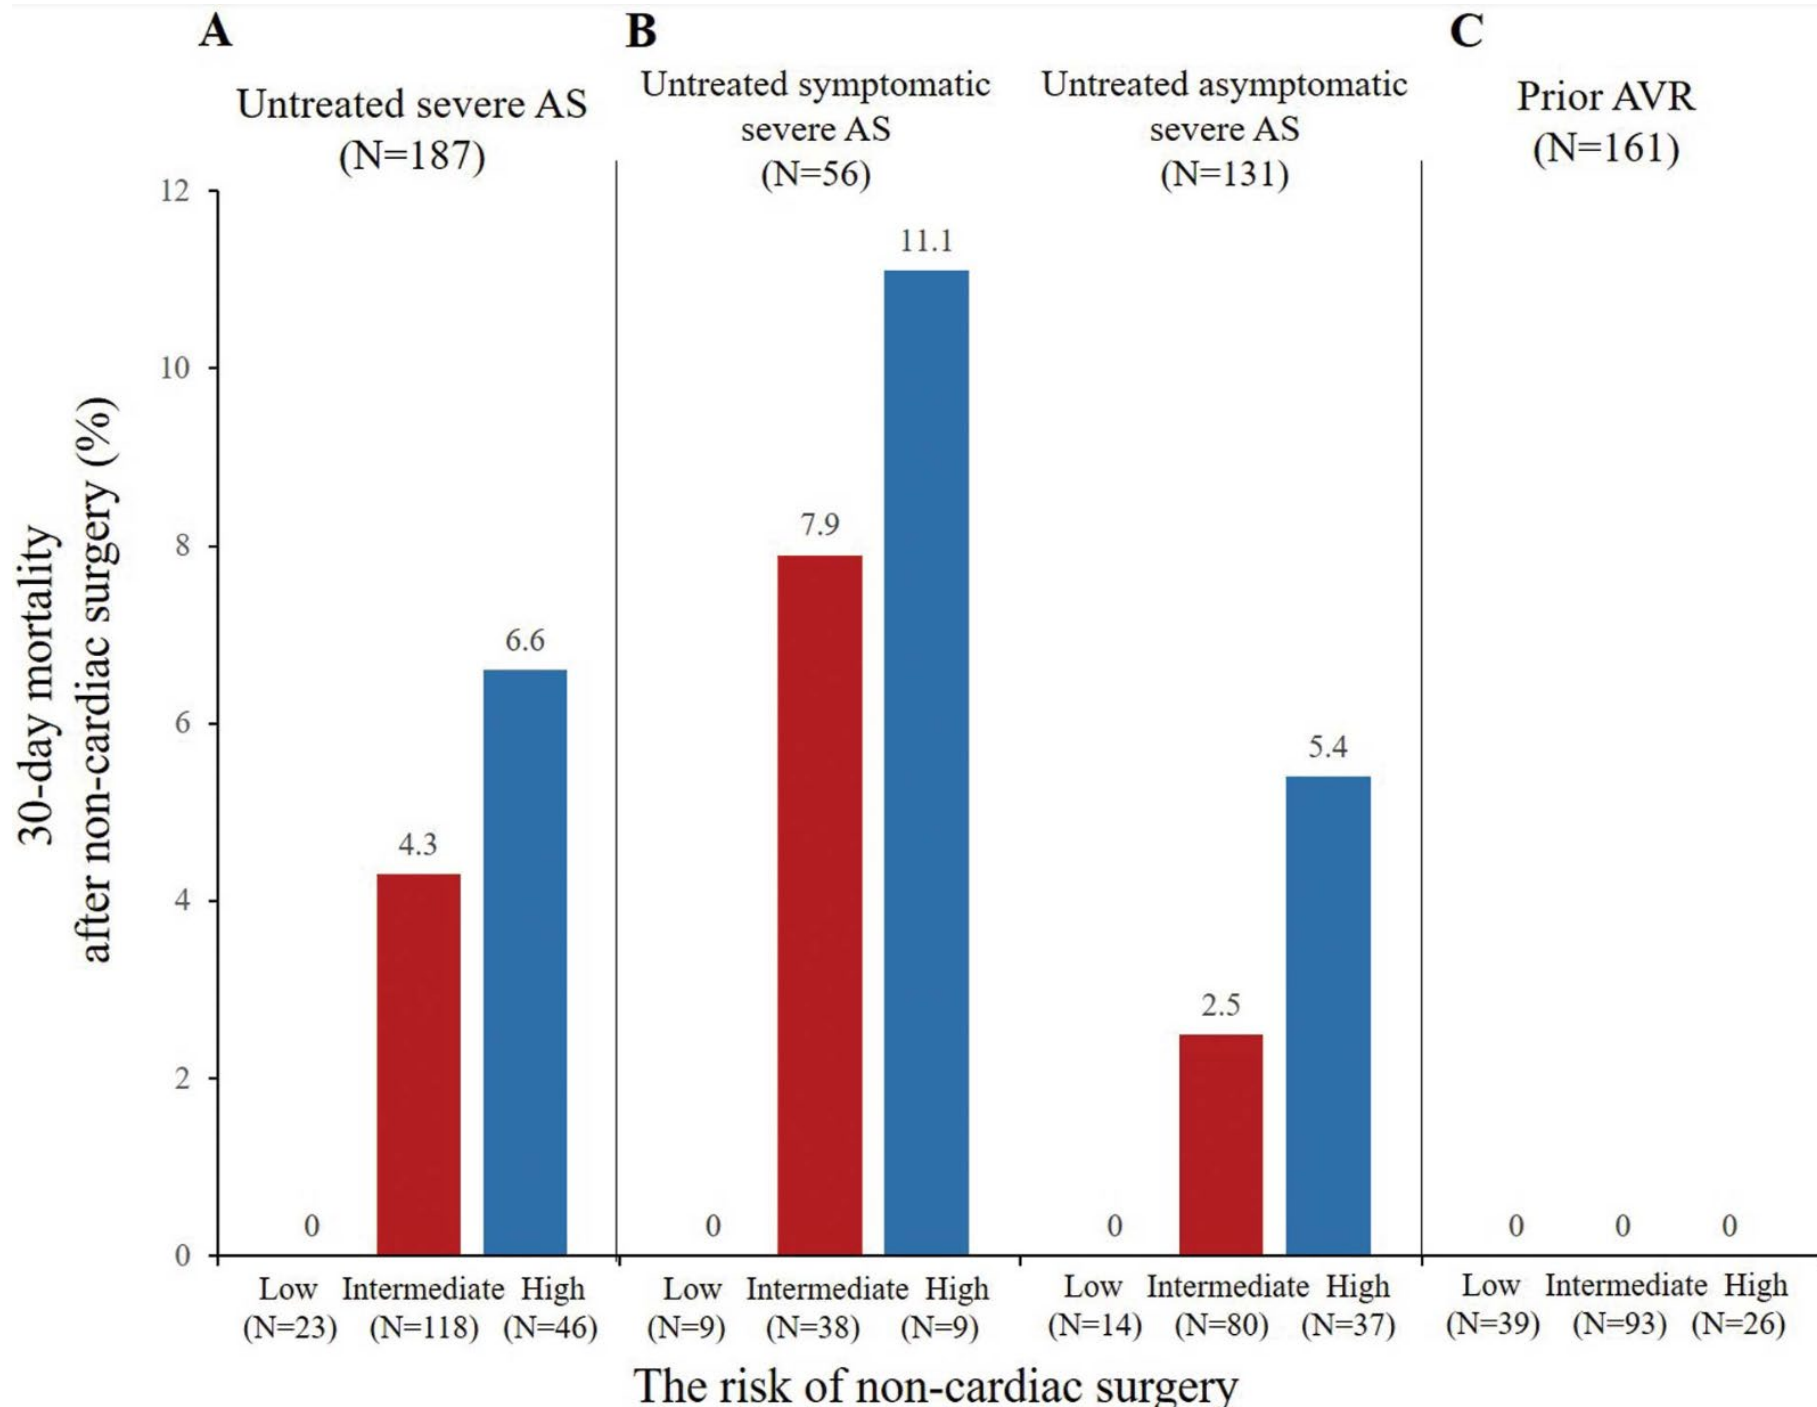 A
B
C
Untreated severe AS
(N=187)
Untreated symptomatic
severe AS
(N=56)
Untreated asymptomatic
severe AS
(N=131)
Prior AVR
(N=161)
30-day mortality
after non-cardiac surgery (%)
12
10
8
6
4
2
0
0
4.3
6.6
0
7.9
11.1
0
2.5
5.4
0
0
0
Low Intermediate High
(N=23) (N=118) (N=46)
Low Intermediate High
(N=9) (N=38) (N=9)
Low Intermediate High
(N=14) (N=80) (N=37)
Low Intermediate High
(N=39) (N=93) (N=26)
The risk of non-cardiac surgery